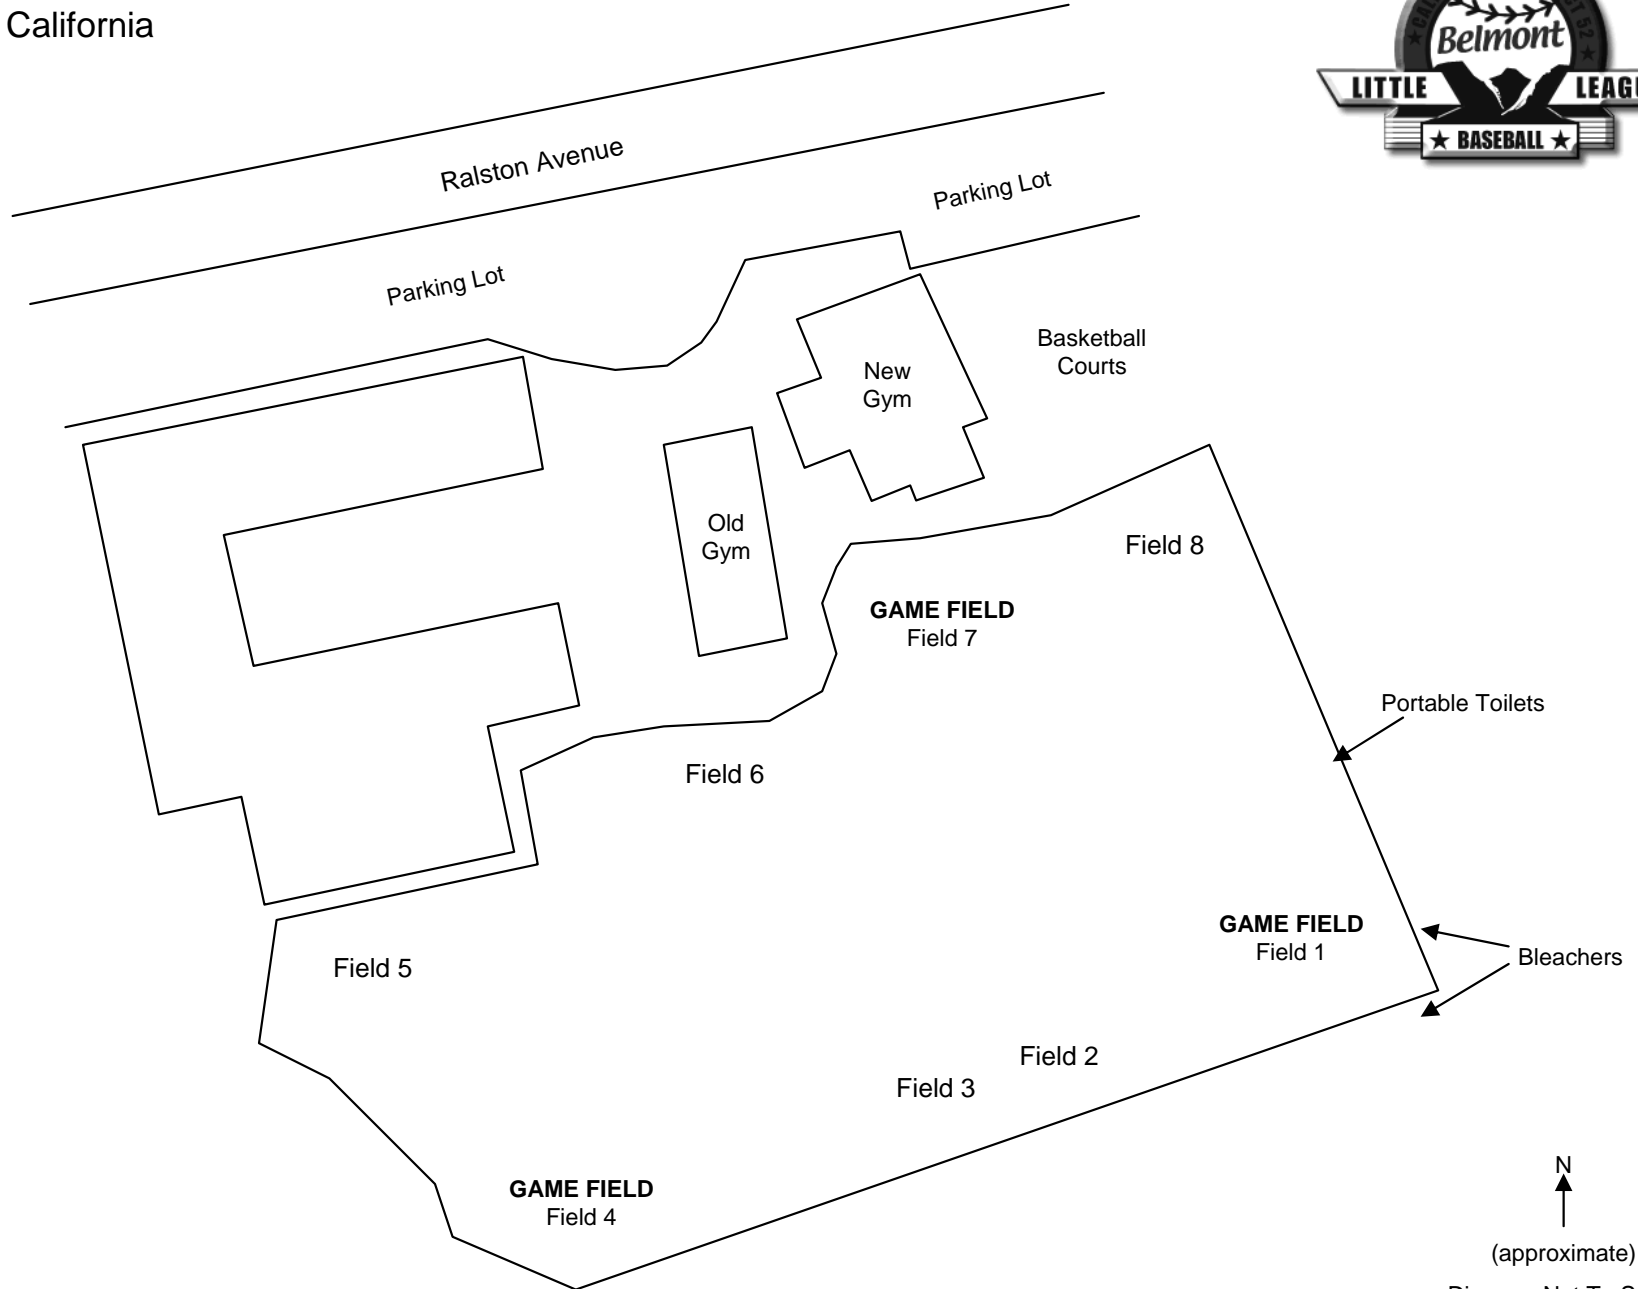 California
Belmont
LITTLE
★ BASEBALL ★
Ralston Avenue
Parking Lot
Parking Lot
Basketball
Courts
New
Gym
Old
Gym
Field 8
GAME FIELD
Field 7
Portable Toilets
Field 6
GAME FIELD
Field 1
Bleachers
Field 5
Field 2
Field 3
GAME FIELD
Field 4
N
(approximate)